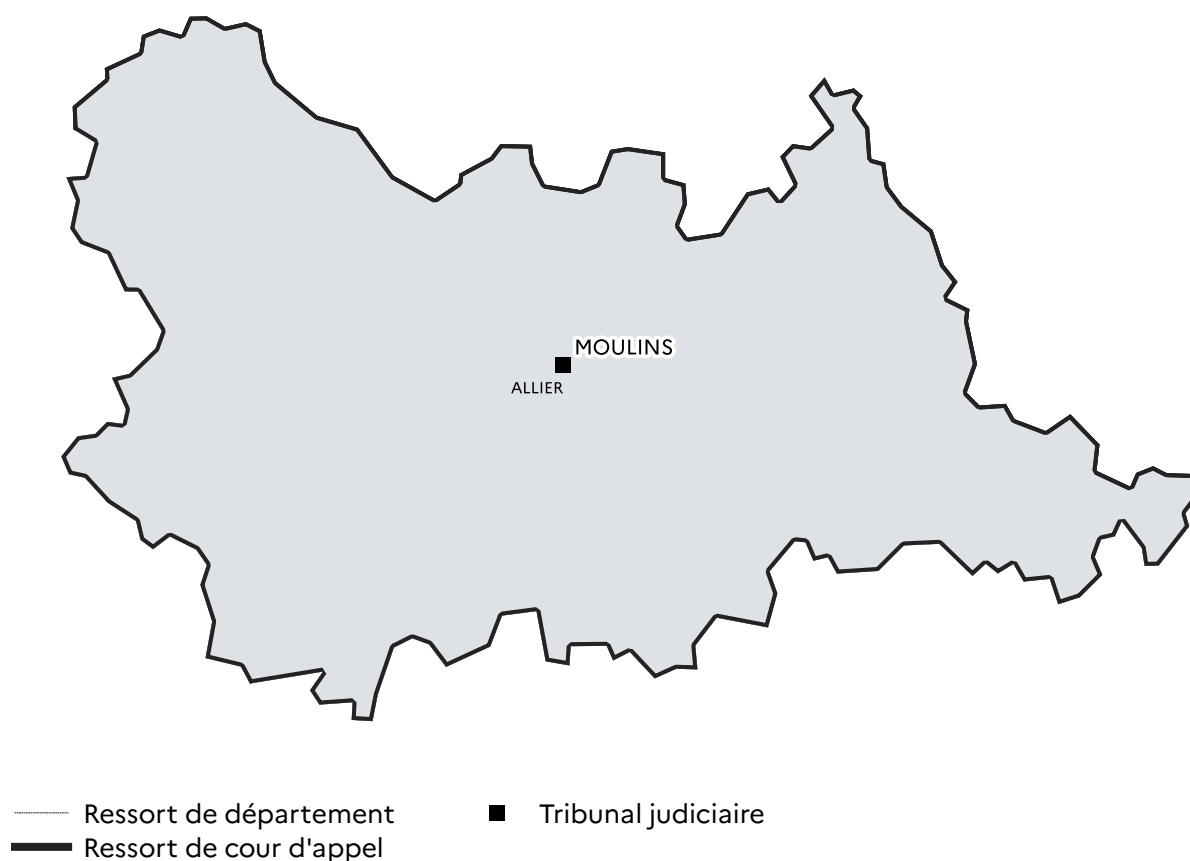 MOULINS
ALLIER
Ressort de département
Tribunal judiciaire
Ressort de cour d'appel